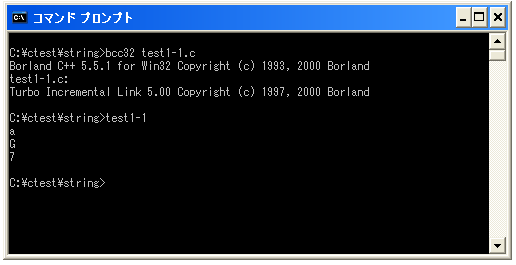 コマンド プロンプト
C:¥ctest¥string>bcc32 test1-1.c
Borland C++ 5.5.1 for Win32 Copyright (c) 1993, 2000 Borland
test1-1.c:
Turbo Incremental Link 5.00 Copyright (c) 1997, 2000 Borland
C:¥ctest¥string>test1-1
a
G
7
C:¥ctest¥string>